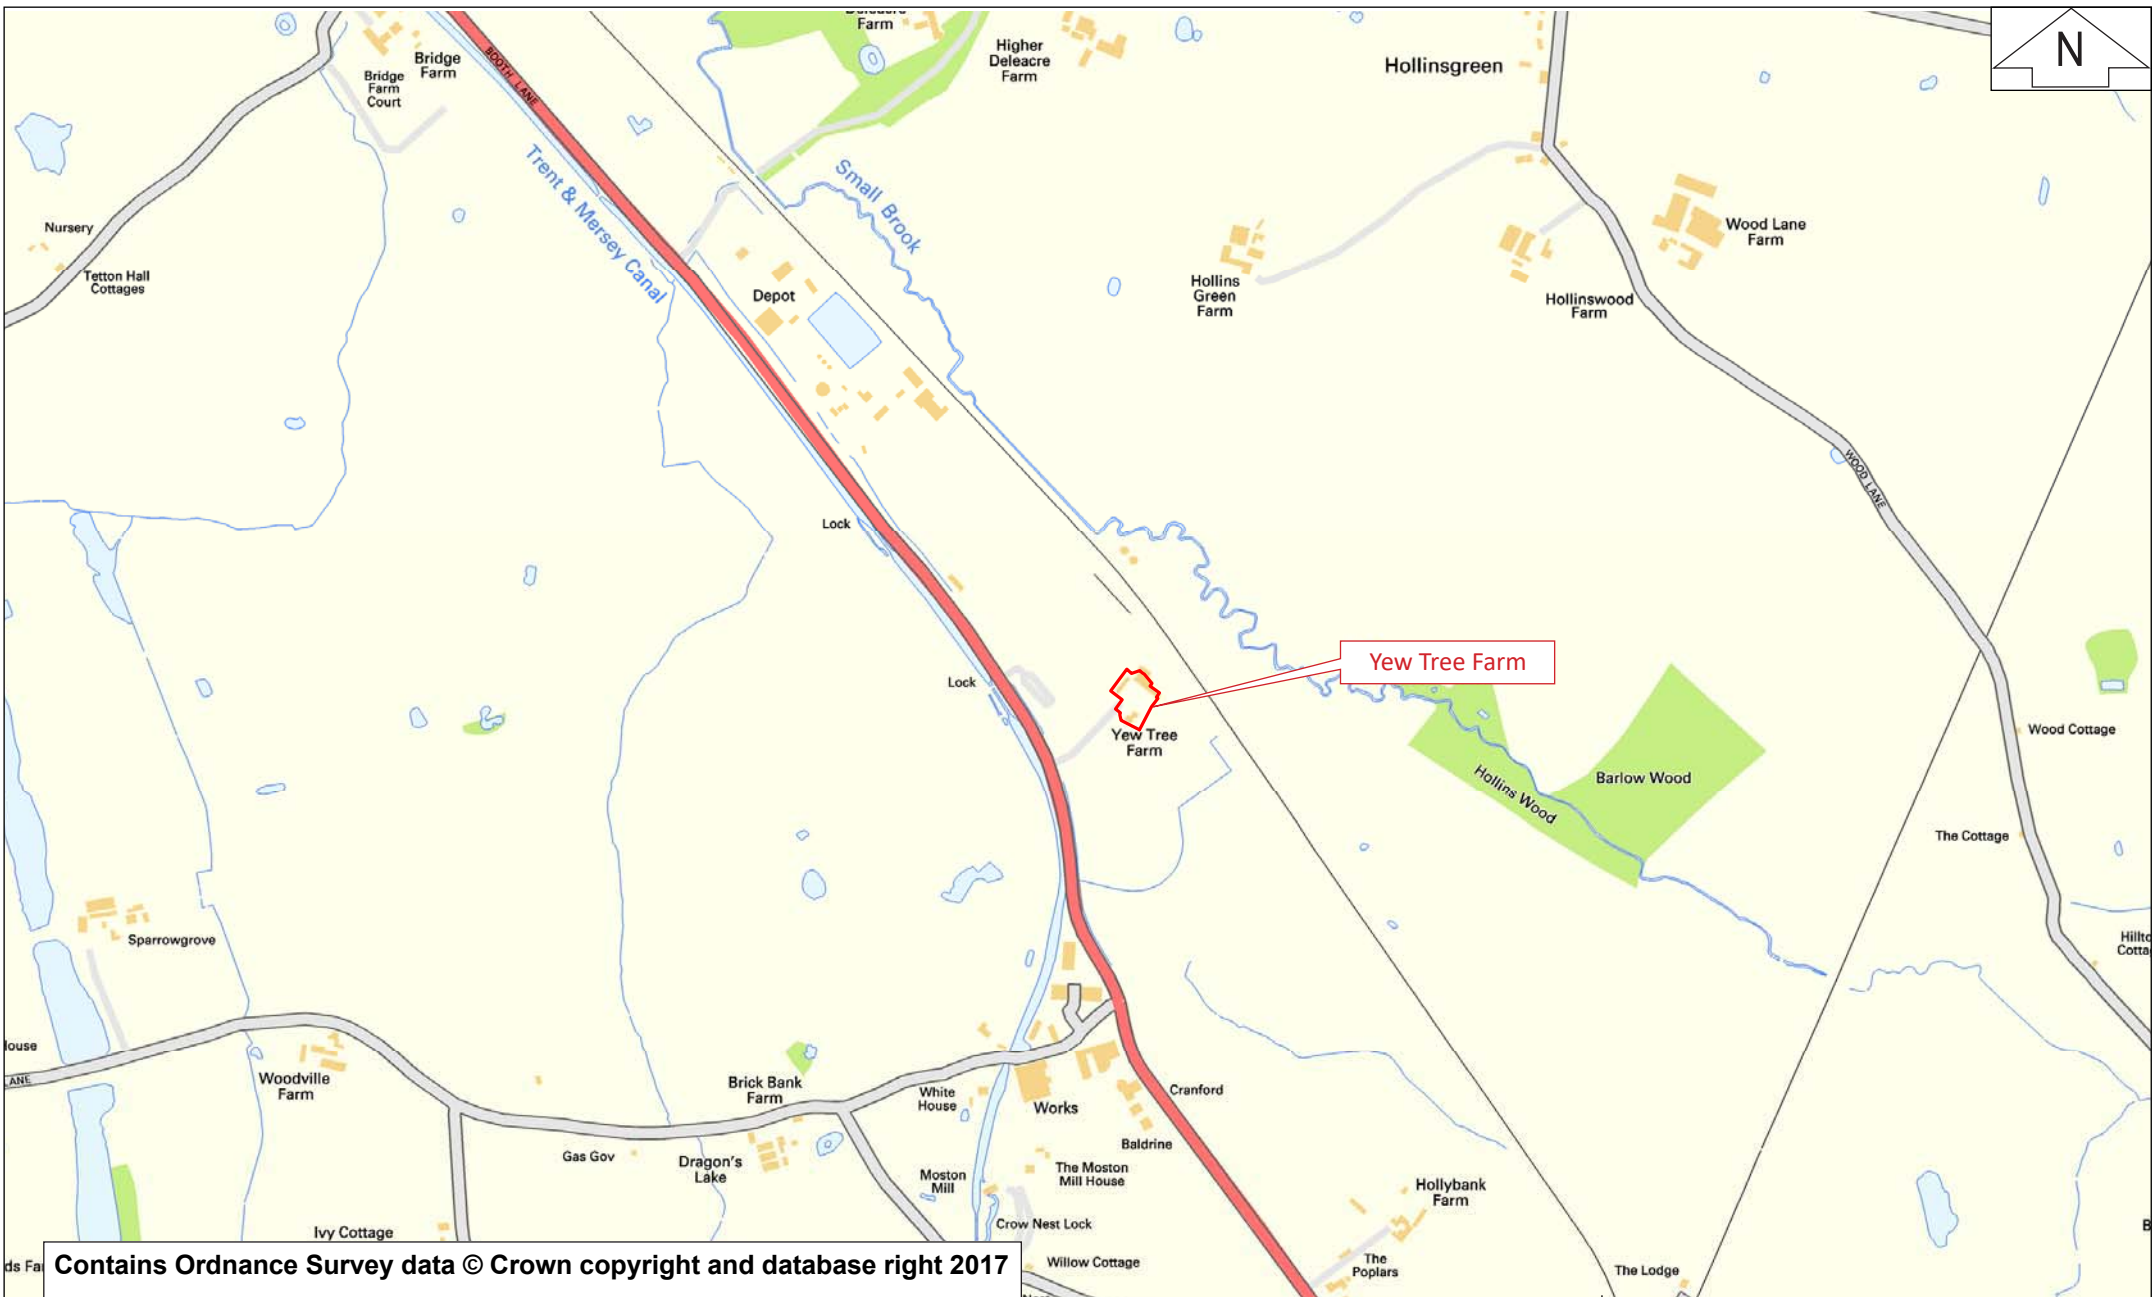 Farm
N
Higher
Deleacre
Farm
Hollinsgreen
Bridge
Farm
Bridge
Farm
Court
BOOTH LANE
Trent & Mersey Canal
Small Brook
Nursery
Tetton Hall
Cottages
Wood Lane
Farm
Hollins
Green
Farm
Depot
Hollinswood
Farm
WOOD LANE
Lock
Yew Tree Farm
Lock
Yew Tree
Farm
Wood Cottage
Hollins Wood
Barlow Wood
The Cottage
Sparrowgrove
LANE
Woodville
Farm
Brick Bank
Farm
White
House
Works
Cranford
Baldrine
Gas Gov
Dragon's
Lake
Moston
Mill
The Moston
Mill House
Hollybank
Farm
Ivy Cottage
Crow Nest Lock
Willow Cottage
The
Poplars
The Lodge
Contains Ordnance Survey data © Crown copyright and database right 2017